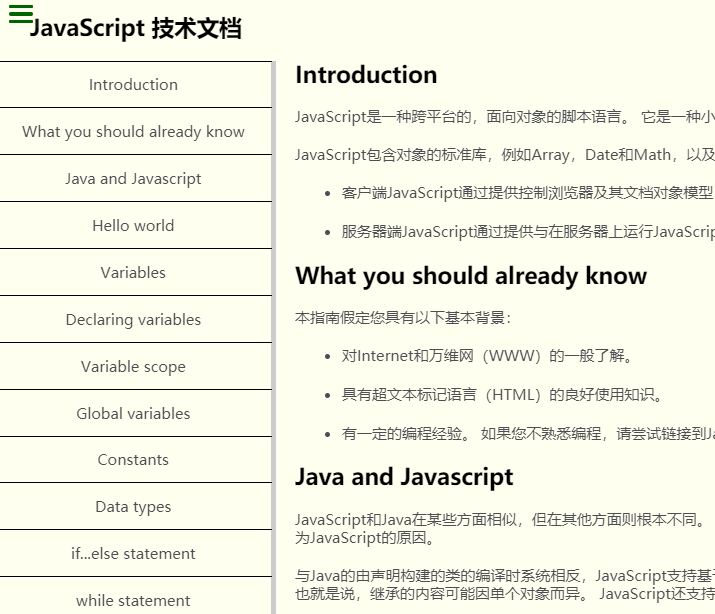 JavaScript 技术文档
Introduction
What you should already know
Java and Javascript
Hello world
Variables
Declaring variables
Variable scope
Global variables
Constants
Data types
if...else statement
while statement
Introduction
JavaScript是一种跨平台的，面向对象的脚本语言。 它是一种小
JavaScript包含对象的标准库，例如Array，Date和Math，以及
客户端JavaScript通过提供控制浏览器及其文档对象模型
服务器端JavaScript通过提供与在服务器上运行JavaScrip
What you should already know
本指南假定您具有以下基本背景：
对Internet和万维网（WWW）的一般了解。
具有超文本标记语言（HTML）的良好使用知识。
有一定的编程经验。 如果您不熟悉编程，请尝试链接到Ja
Java and Javascript
JavaScript和Java在某些方面相似，但在其他方面则根本不同。
为JavaScript的原因。
与Java的由声明构建的类的编译时系统相反，JavaScript支持基于
也就是说，继承的内容可能因单个对象而异。 JavaScript还支持